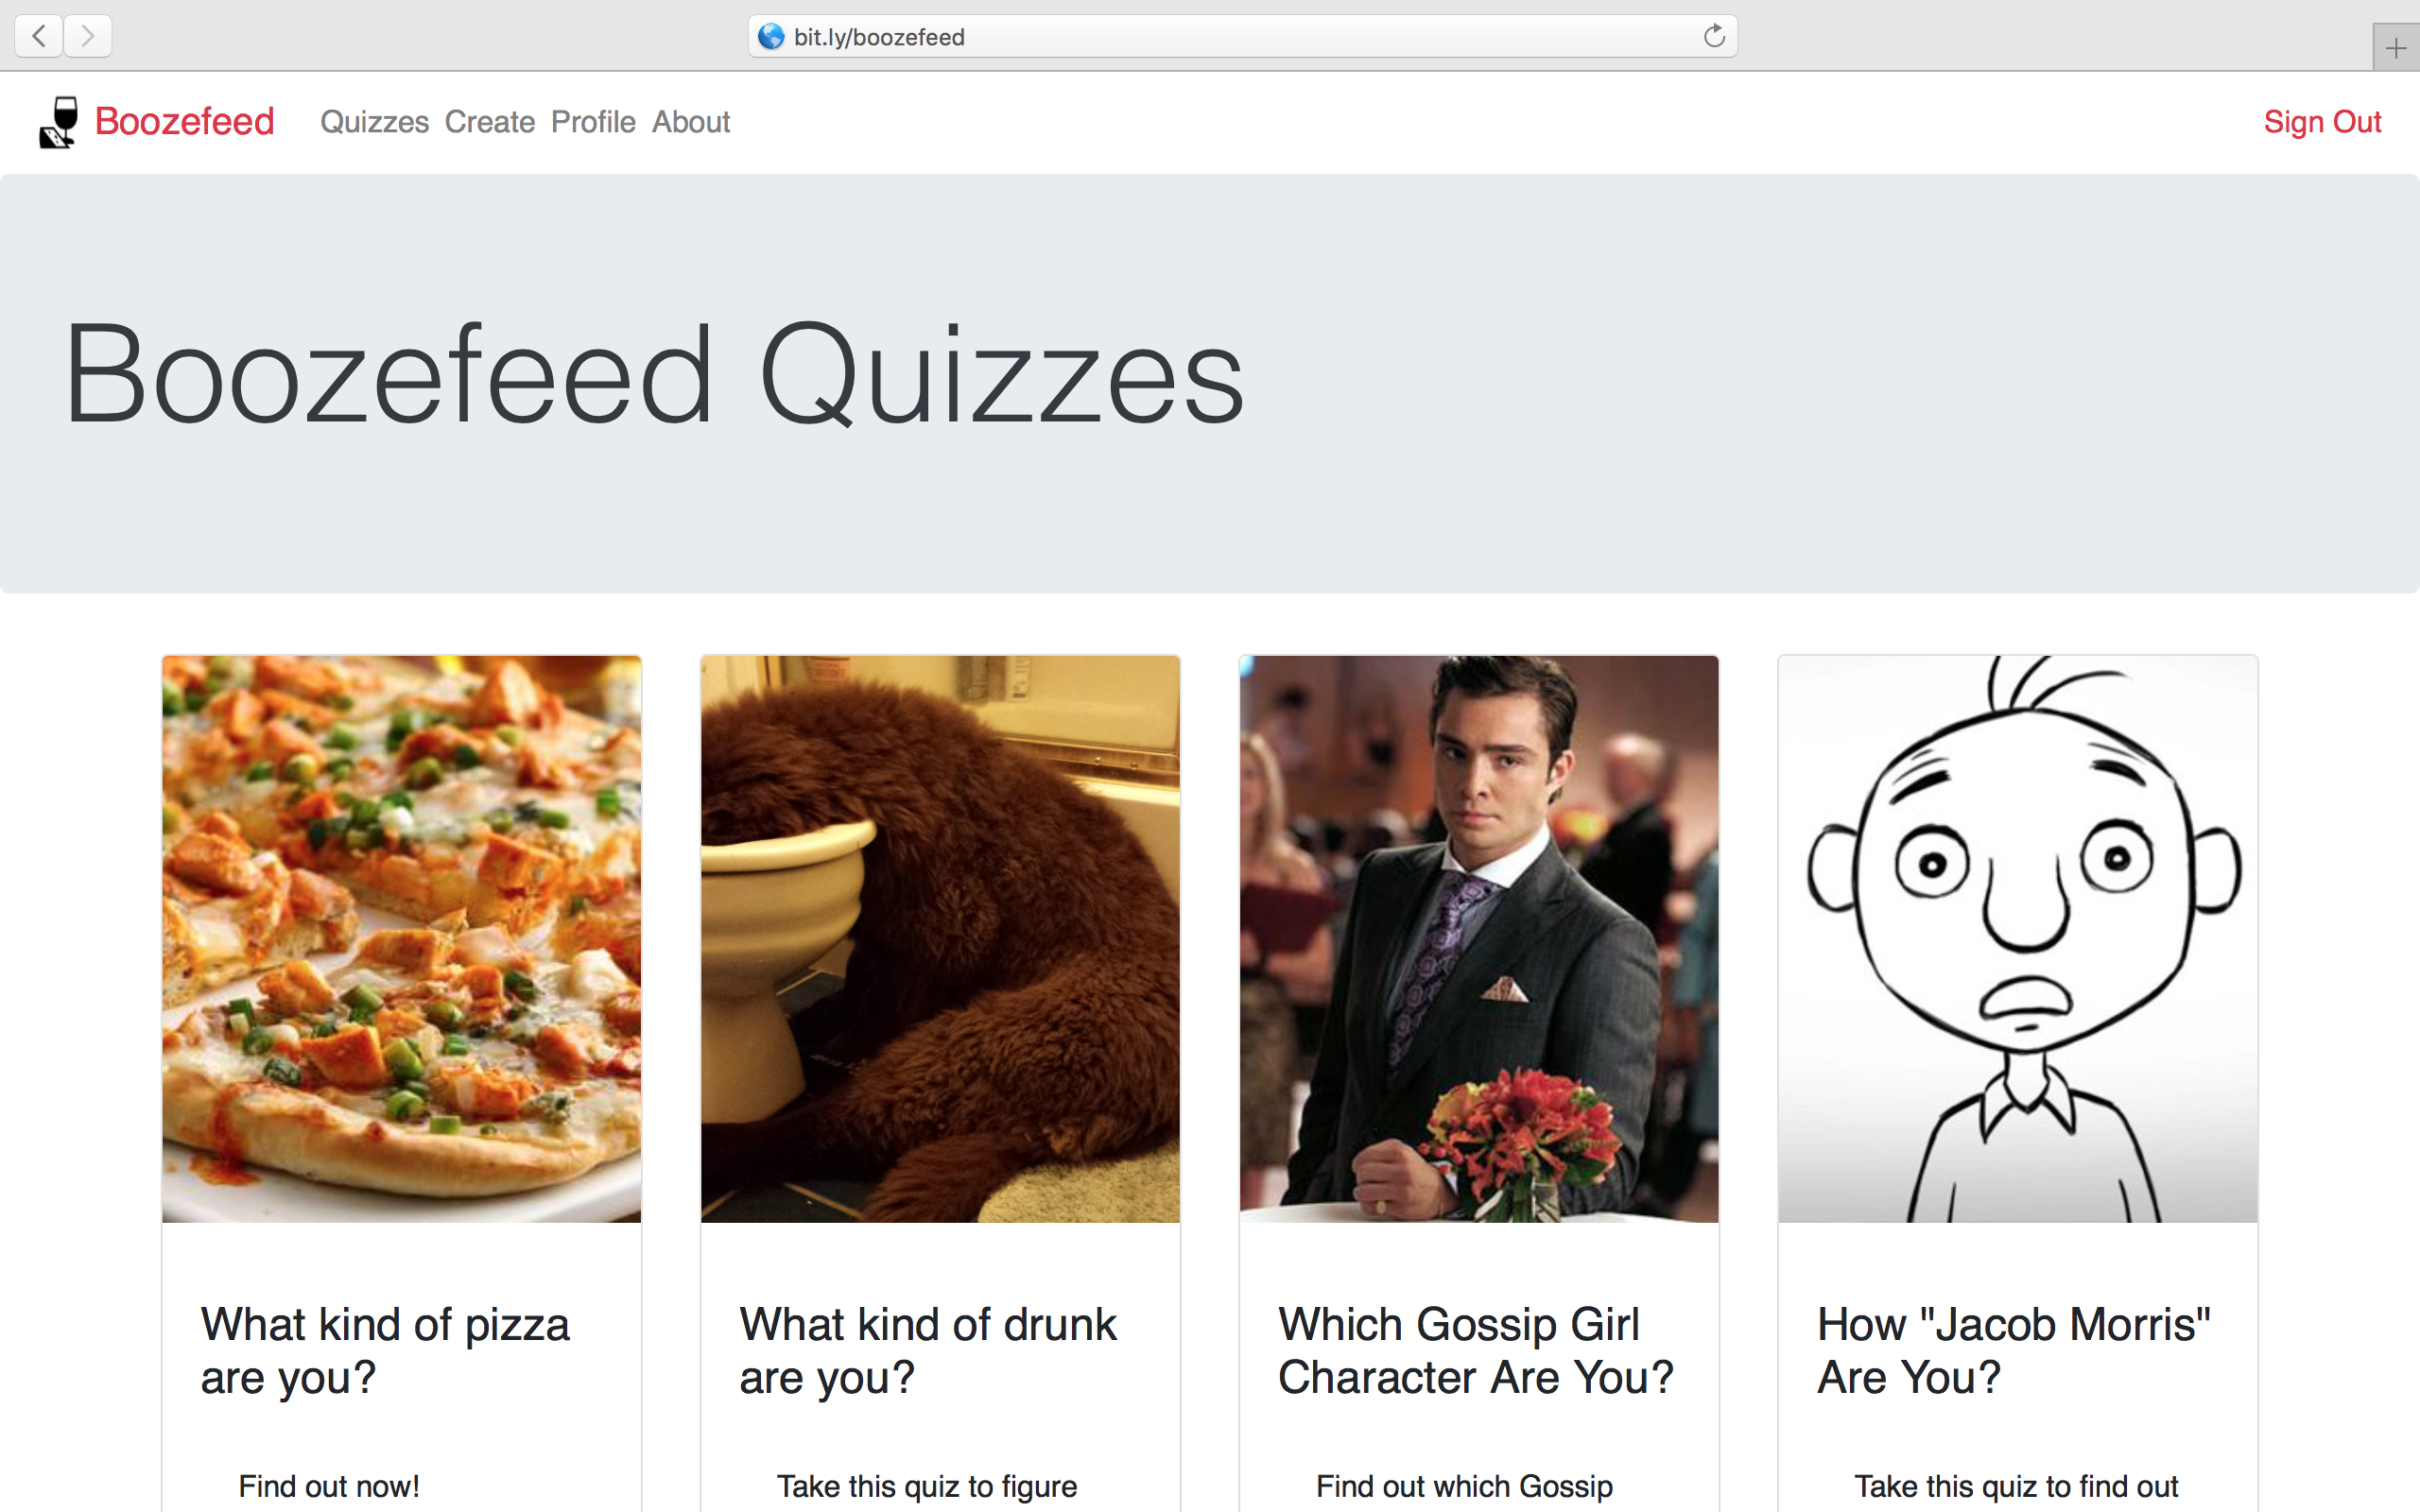 bit.ly/boozefeed
Boozefeed Quizzes Create Profile About Sign Out
Boozefeed Quizzes
What kind of pizza
are you?
Find out now!
What kind of drunk
are you?
Take this quiz to figure
Which Gossip Girl
Character Are You?
Find out which Gossip
How "Jacob Morris"
Are You?
Take this quiz to find out